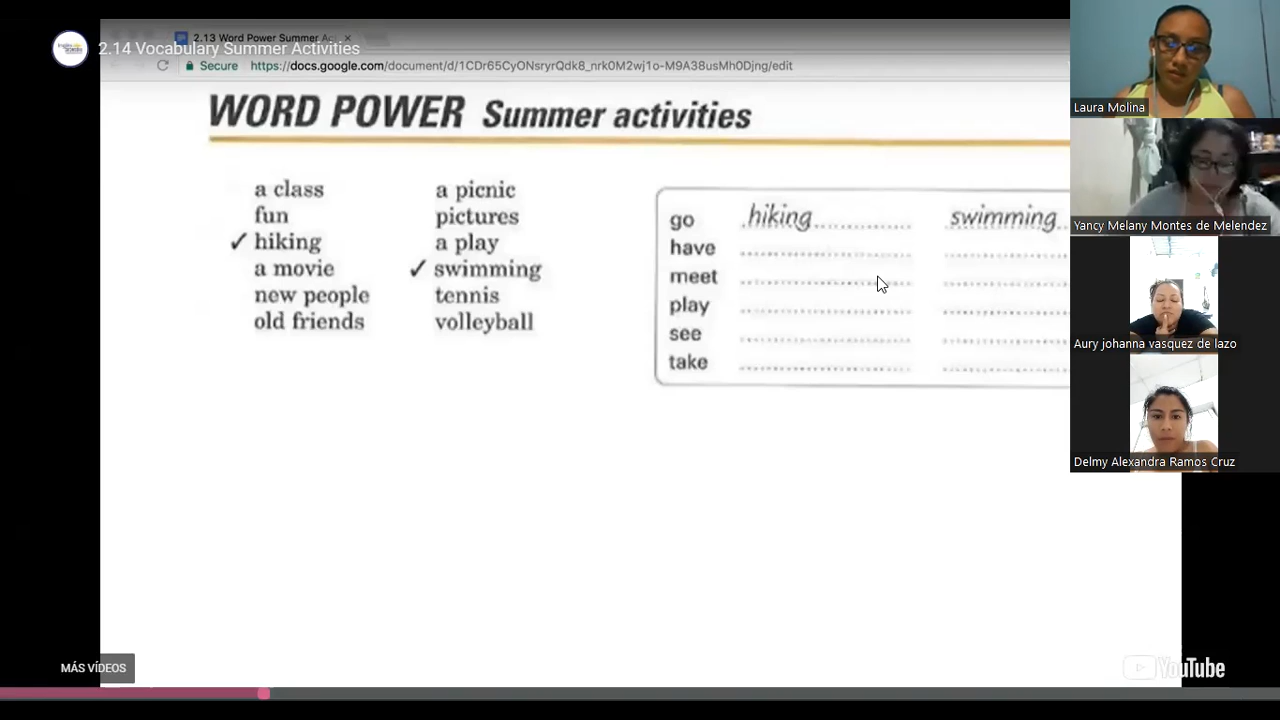 2.13 Word Power Summer Ac
2.14 Vocabulary Summer Activities
Secure https://docs.google.com/document/d/1CDr65CyONsryrQdk8_nrk0M2wj1o-M9A38usMh0Djng/edit
WORD POWER Summer activities
a class
fun
✓ hiking
a movie
new people
old friends
a picnic
pictures
a play
✓ swimming
tennis
volleyball
go hiking swimming
have
meet
play
see
take
Laura Molina
Yancy Melany Montes de Melendez
Aury johanna vasquez de lazo
Delmy Alexandra Ramos Cruz
MÁS VÍDEOS
YouTube